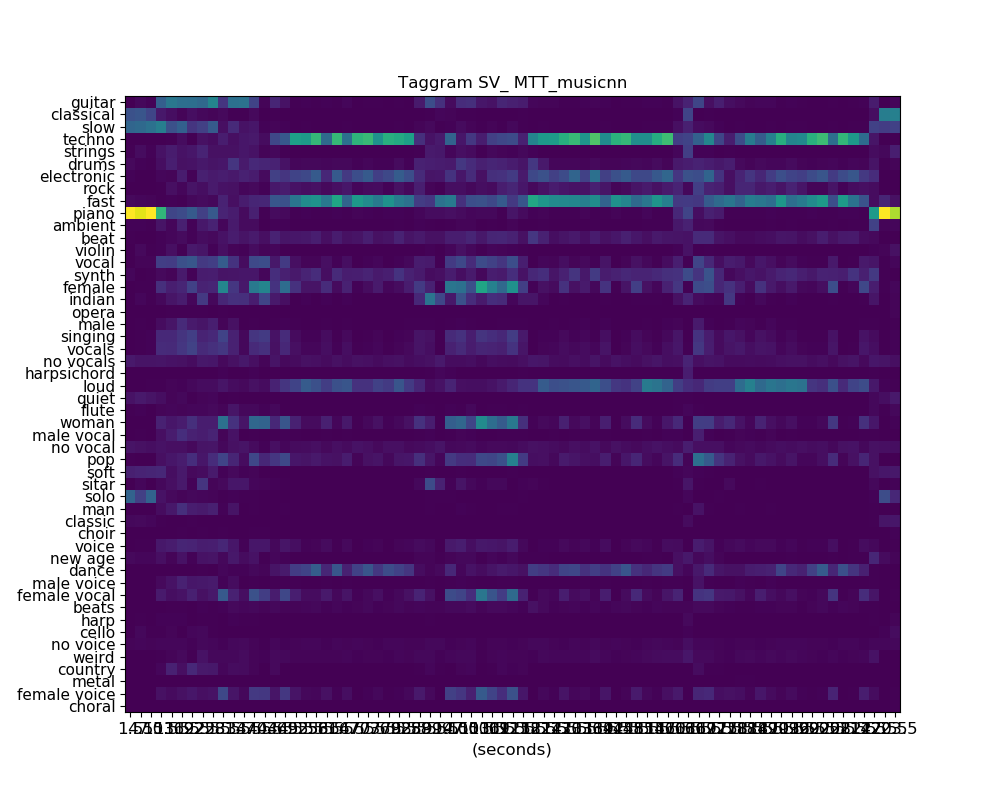 Taggram SV_ MTT_musicnn
guitar
classical
slow
techno
strings
drums
electronic
rock
fast
piano
ambient
beat
violin
vocal
synth
female
indian
opera
male
singing
vocals
no vocals
harpsichord
loud
quiet
flute
woman
male vocal
no vocal
pop
soft
sitar
solo
man
classic
choir
voice
new age
dance
male voice
female vocal
beats
harp
cello
no voice
weird
country
metal
female voice
choral
(seconds)